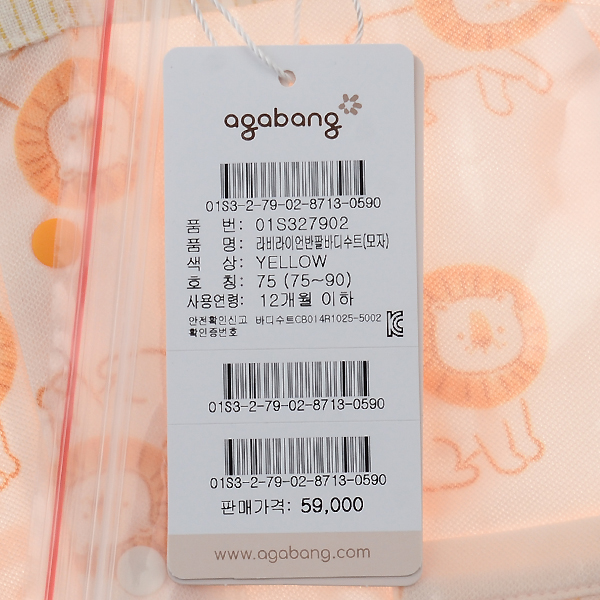 agabang
01S3-2-79-02-8713-0590
품 번: 01S327902
품 명: 라비라이언반팔바디수트(모자)
색 상: YELLOW
호 칭: 75 (75~90)
사용연령: 12개월 이하
안전확인신고 바디수트CB014R1025-5002
확인증번호
01S3-2-79-02-8713-0590
01S3-2-79-02-8713-0590
판매가격: 59,000
www.agabang.com